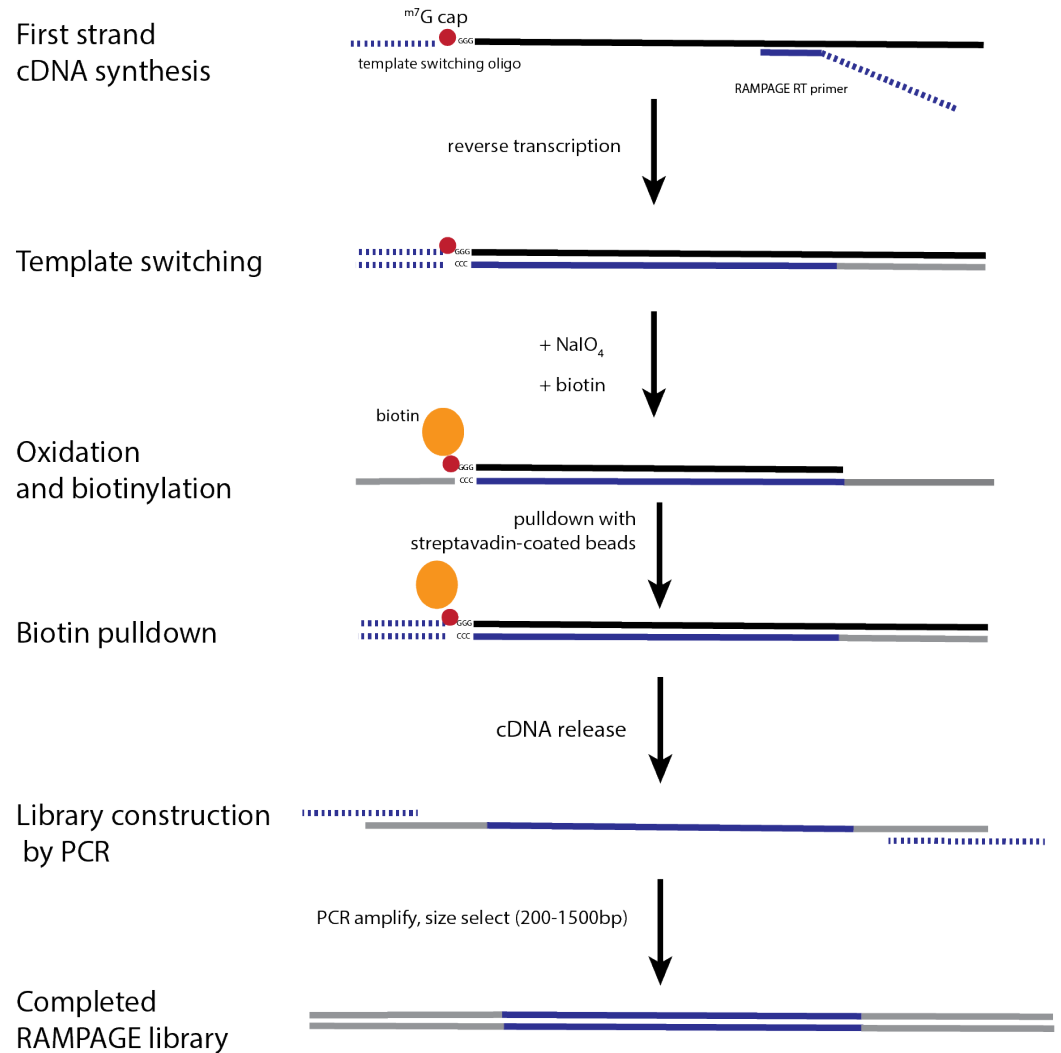 First strand
cDNA synthesis
m7G cap
GGG
template switching oligo
RAMPAGE RT primer
reverse transcription
Template switching
GGG
CCC
+ NaIO4
+ biotin
biotin
Oxidation
and biotinylation
GGG
CCC
pulldown with
streptavadin-coated beads
Biotin pulldown
GGG
CCC
cDNA release
Library construction
by PCR
PCR amplify, size select (200-1500bp)
Completed
RAMPAGE library